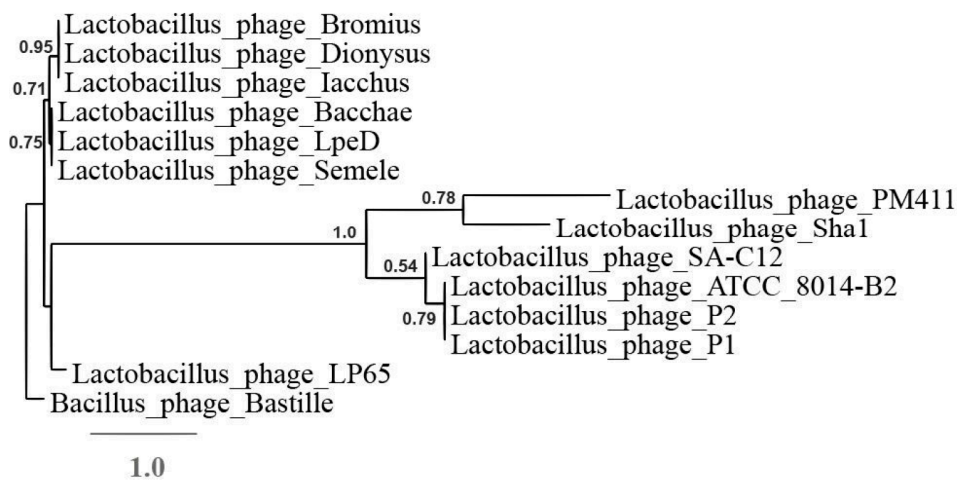 Lactobacillus_phage_Bromius
0.95
Lactobacillus_phage_Dionysus
Lactobacillus_phage_Iacchus
0.71
Lactobacillus_phage_Bacchae
0.75
Lactobacillus_phage_LpeD
Lactobacillus_phage_Semele
0.78
Lactobacillus_phage_PM411
Lactobacillus_phage_Sha1
1.0
Lactobacillus_phage_SA-C12
0.54
Lactobacillus_phage_ATCC_8014-B2
0.79
Lactobacillus_phage_P2
Lactobacillus_phage_P1
Lactobacillus_phage_LP65
Bacillus_phage_Bastille
1.0